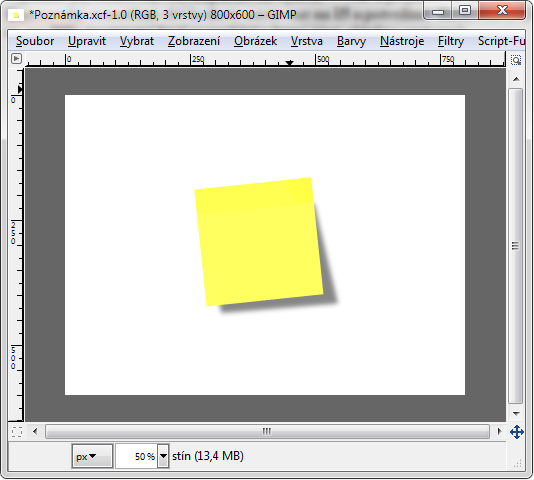 *Poznámka.xcf-1.0 (RGB, 3 vrstvy) 800x600 – GIMP
Soubor Upravit Vybrat Zobrazení Obrázek Vrstva Barvy Nástroje Filtry Script-Fu
0 250 500 750
0
250
500
px 50 % stín (13,4 MB)